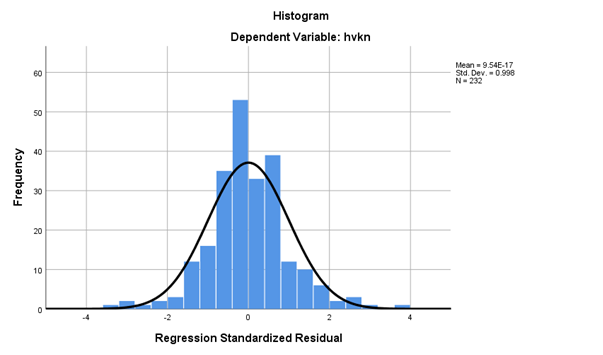 Histogram
Dependent Variable: hvkn
Mean = 9.54E-17
Std. Dev. = 0.998
N = 232
60
50
40
30
20
10
0
Frequency
-4
-2
0
2
4
Regression Standardized Residual